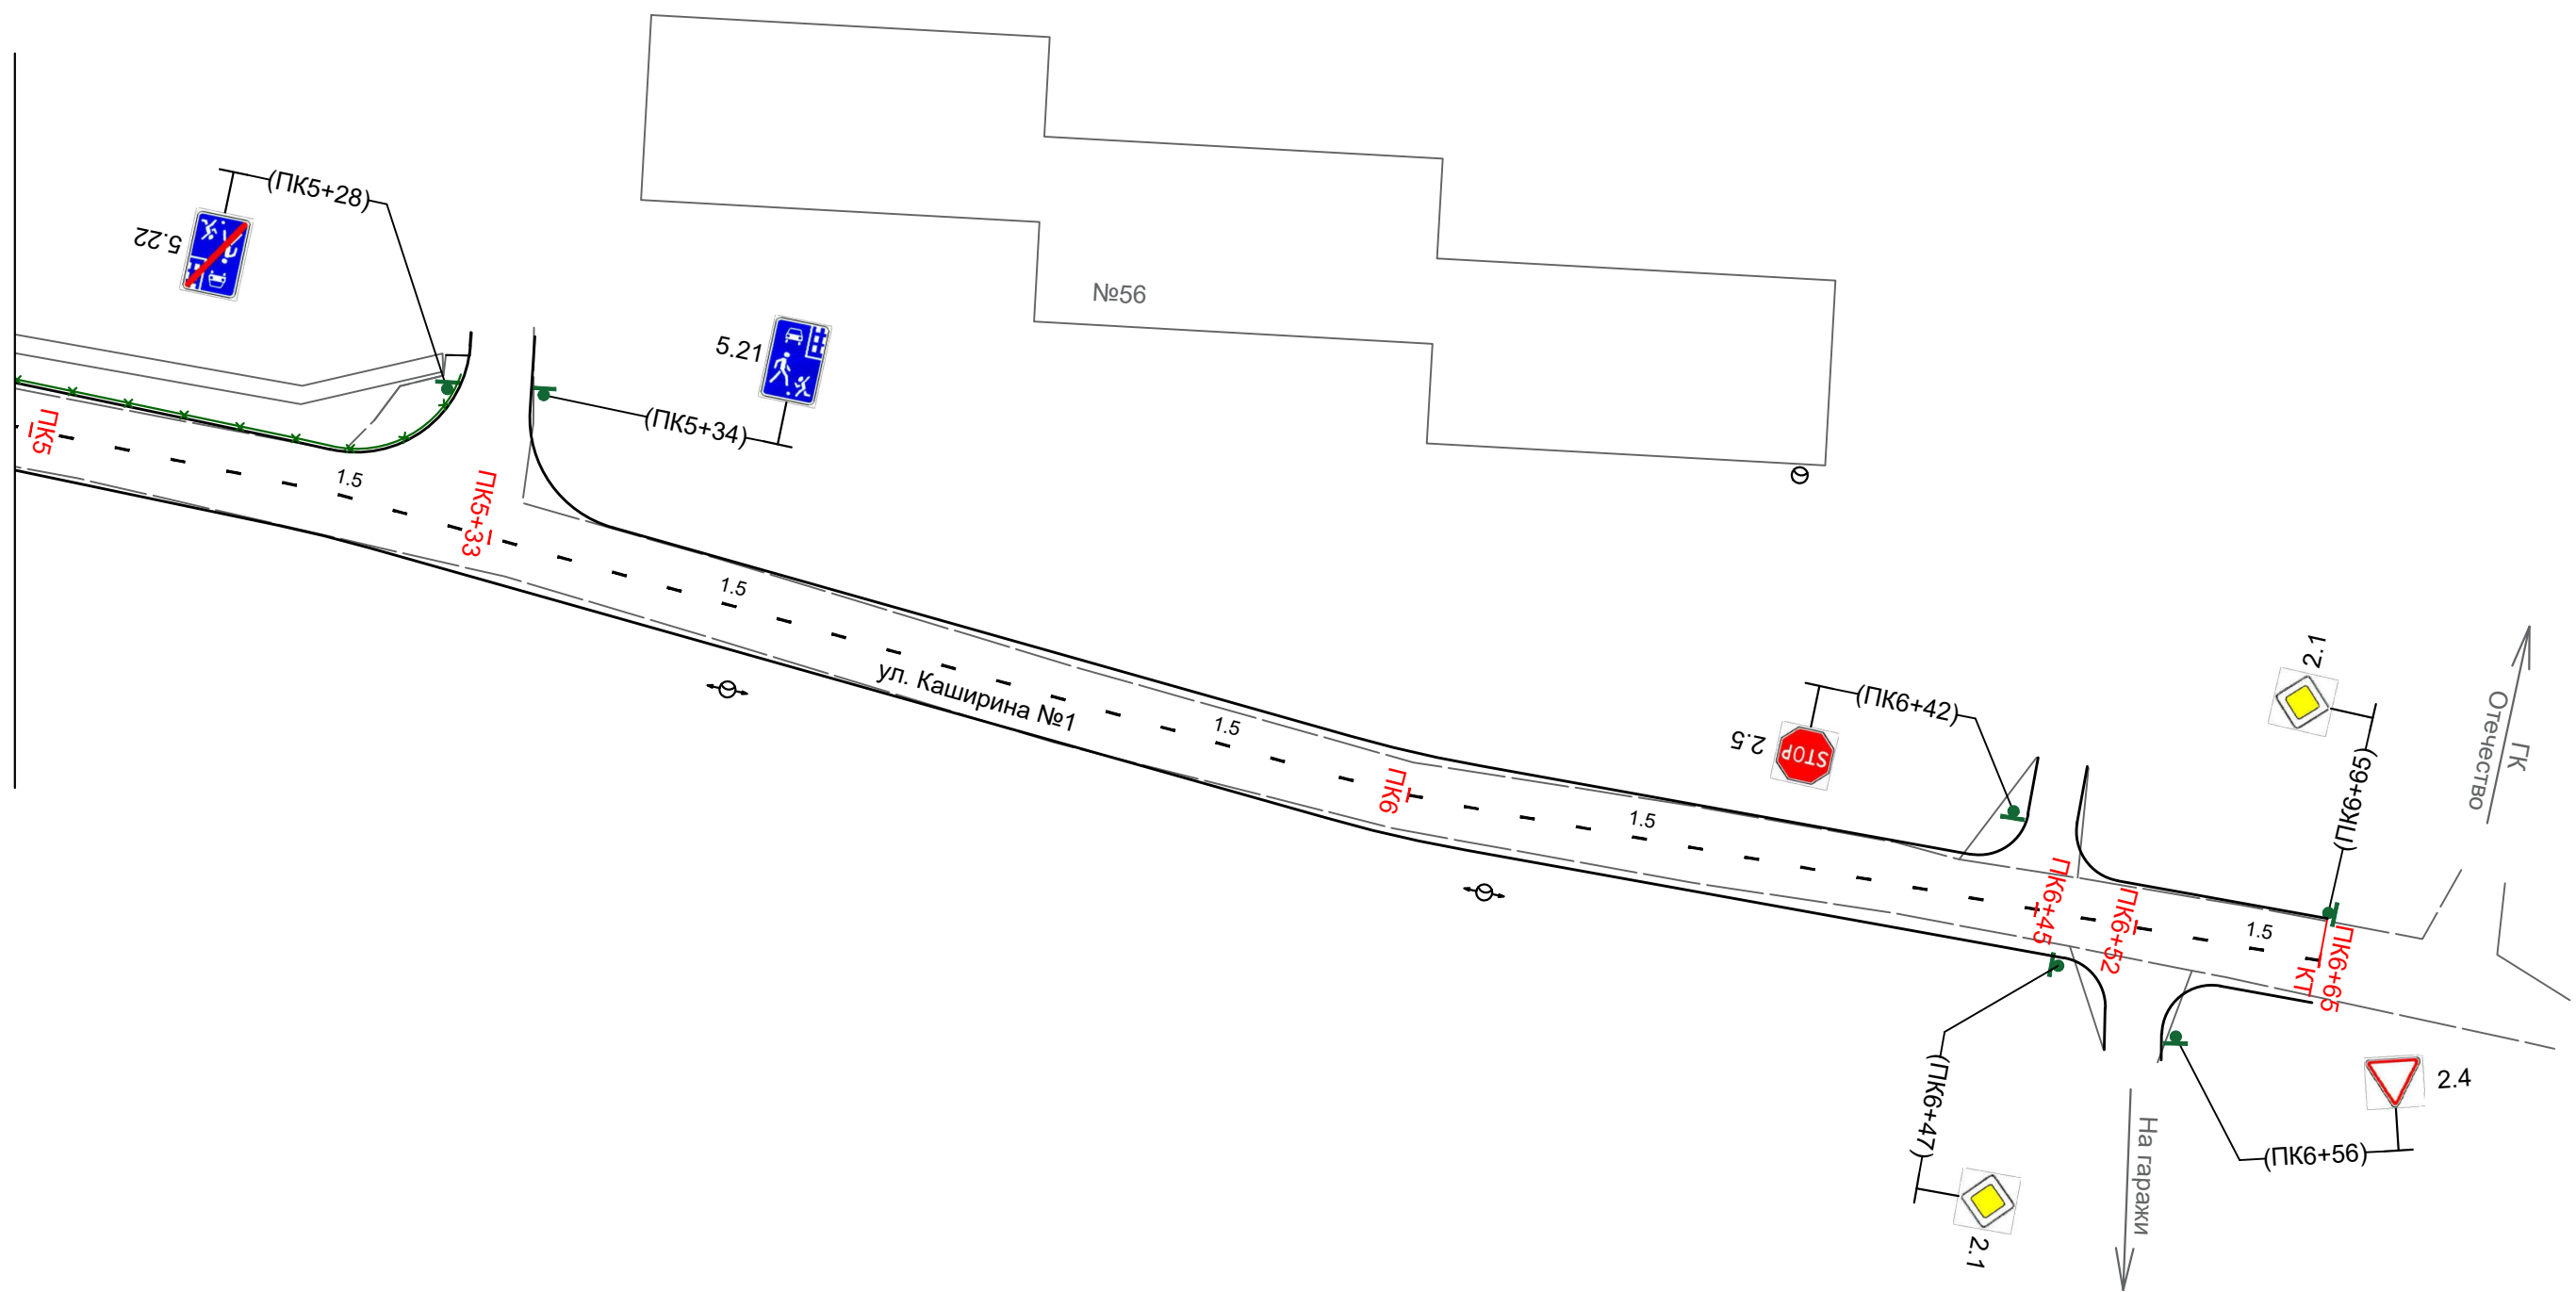 (ПК5+28)
5.22
№56
5.21
(ПК5+34)
ПК5
1.5
ПК5+33
1.5
ул. Каширина №1
1.5
ПК6
1.5
2.5
STOP
(ПК6+42)
2.1
(ПК6+65)
ГК
Отечество
ПК6+45
ПК6+52
1.5
КТ
ПК6+65
(ПК6+47)
2.1
На гаражи
(ПК6+56)
2.4